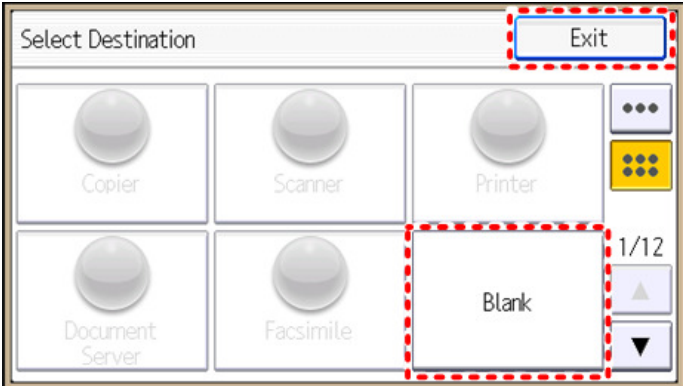 Select Destination
Exit
Copier
Scanner
Printer
1/12
Document
Server
Facsimile
Blank